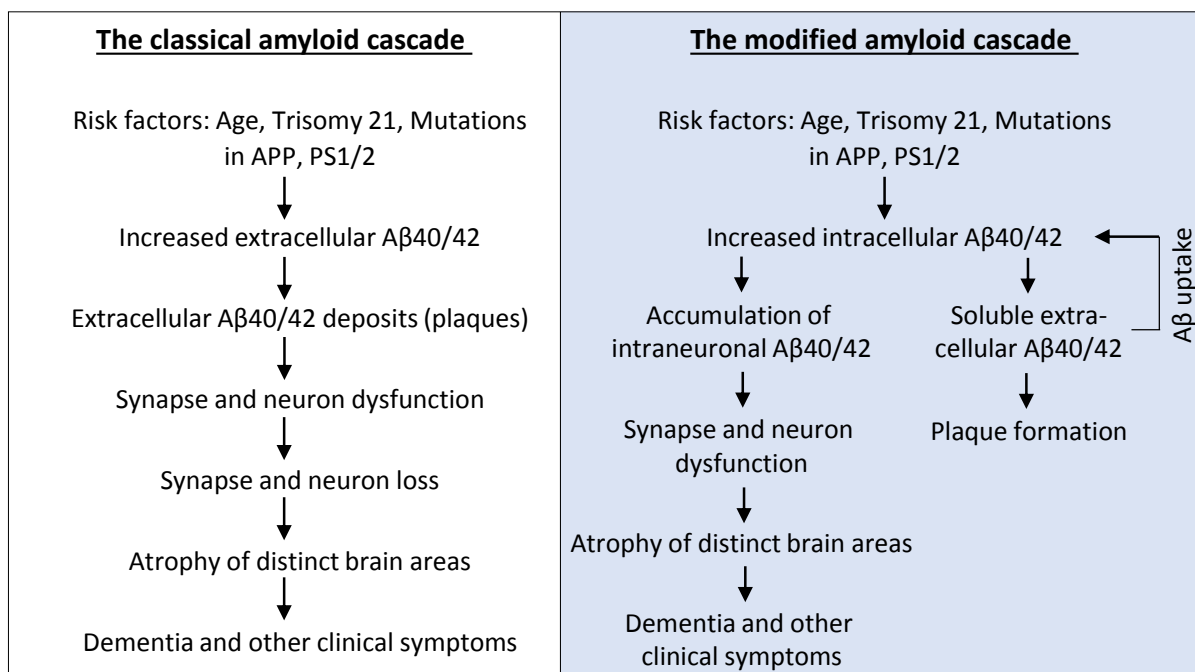 The classical amyloid cascade
Risk factors: Age, Trisomy 21, Mutations
in APP, PS1/2
Increased extracellular Aβ40/42
Extracellular Aβ40/42 deposits (plaques)
Synapse and neuron dysfunction
Synapse and neuron loss
Atrophy of distinct brain areas
Dementia and other clinical symptoms
The modified amyloid cascade
Risk factors: Age, Trisomy 21, Mutations
in APP, PS1/2
Increased intracellular Aβ40/42
Accumulation of
intraneuronal Aβ40/42
Synapse and neuron
dysfunction
Atrophy of distinct brain areas
Dementia and other
clinical symptoms
Soluble extra-
cellular Aβ40/42
Plaque formation
Aβ uptake